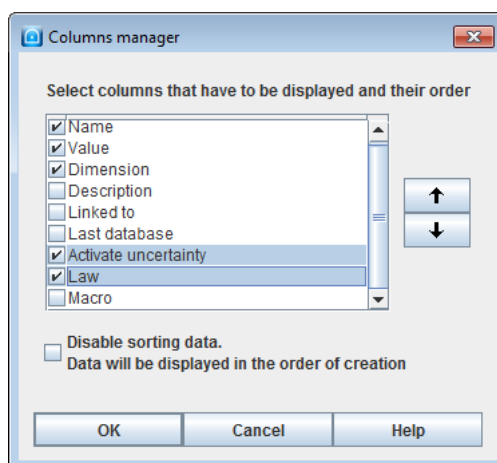 Columns manager
Select columns that have to be displayed and their order
Name
Value
Dimension
Description
Linked to
Last database
Activate uncertainty
Law
Macro
Disable sorting data.
Data will be displayed in the order of creation
OK Cancel Help